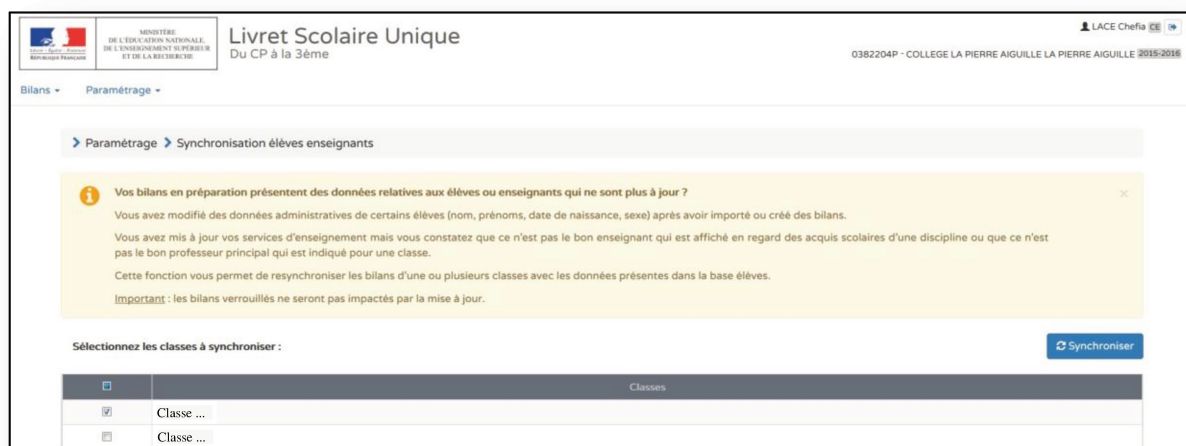 Liberté • Égalité • Fraternité
RÉPUBLIQUE FRANÇAISE
MINISTÈRE
DE L'ÉDUCATION NATIONALE,
DE L'ENSEIGNEMENT SUPÉRIEUR
ET DE LA RECHERCHE
Livret Scolaire Unique
Du CP à la 3ème
LACE Chefia CE
0382204P - COLLEGE LA PIERRE AIGUILLE LA PIERRE AIGUILLE 2015-2016
Bilans Paramétrage
Paramétrage Synchronisation élèves enseignants
Vos bilans en préparation présentent des données relatives aux élèves ou enseignants qui ne sont plus à jour ?
Vous avez modifié des données administratives de certains élèves (nom, prénoms, date de naissance, sexe) après avoir importé ou créé des bilans.
Vous avez mis à jour vos services d'enseignement mais vous constatez que ce n'est pas le bon enseignant qui est affiché en regard des acquis scolaires d'une discipline ou que ce n'est
pas le bon professeur principal qui est indiqué pour une classe.
Cette fonction vous permet de resynchroniser les bilans d'une ou plusieurs classes avec les données présentes dans la base élèves.
Important : les bilans verrouillés ne seront pas impactés par la mise à jour.
Sélectionnez les classes à synchroniser :
Synchroniser
Classes
Classe ...
Classe ...